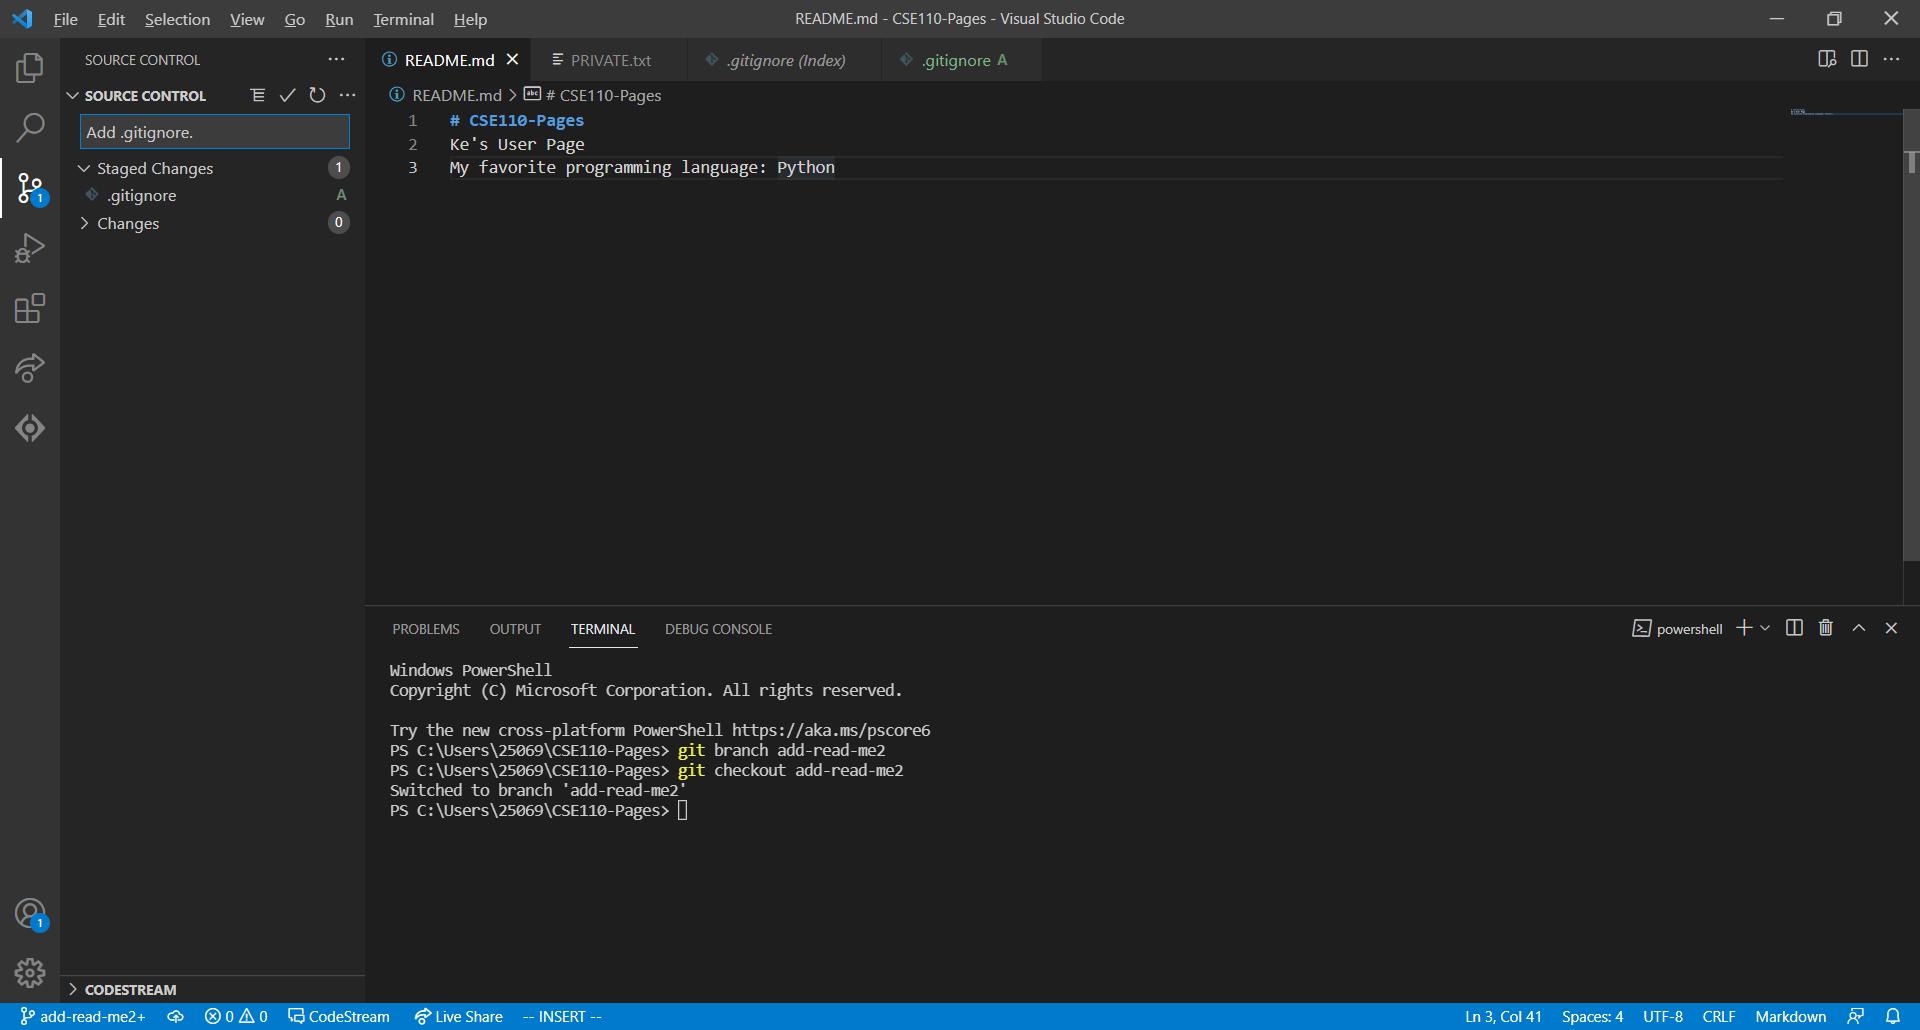 File Edit Selection View Go Run Terminal Help
README.md - CSE110-Pages - Visual Studio Code
SOURCE CONTROL
README.md
PRIVATE.txt
.gitignore (Index)
.gitignore A
SOURCE CONTROL
README.md > # CSE110-Pages
Add .gitignore.
Staged Changes 1
.gitignore A
Changes 0
1
1 # CSE110-Pages
2 Ke's User Page
3 My favorite programming language: Python
PROBLEMS OUTPUT TERMINAL DEBUG CONSOLE
powershell
Windows PowerShell
Copyright (C) Microsoft Corporation. All rights reserved.
Try the new cross-platform PowerShell https://aka.ms/pscore6
PS C:\Users\25069\CSE110-Pages> git branch add-read-me2
PS C:\Users\25069\CSE110-Pages> git checkout add-read-me2
Switched to branch 'add-read-me2'
PS C:\Users\25069\CSE110-Pages>
1
CODESTREAM
add-read-me2+ 0 0 CodeStream Live Share -- INSERT --
Ln 3, Col 41 Spaces: 4 UTF-8 CRLF Markdown